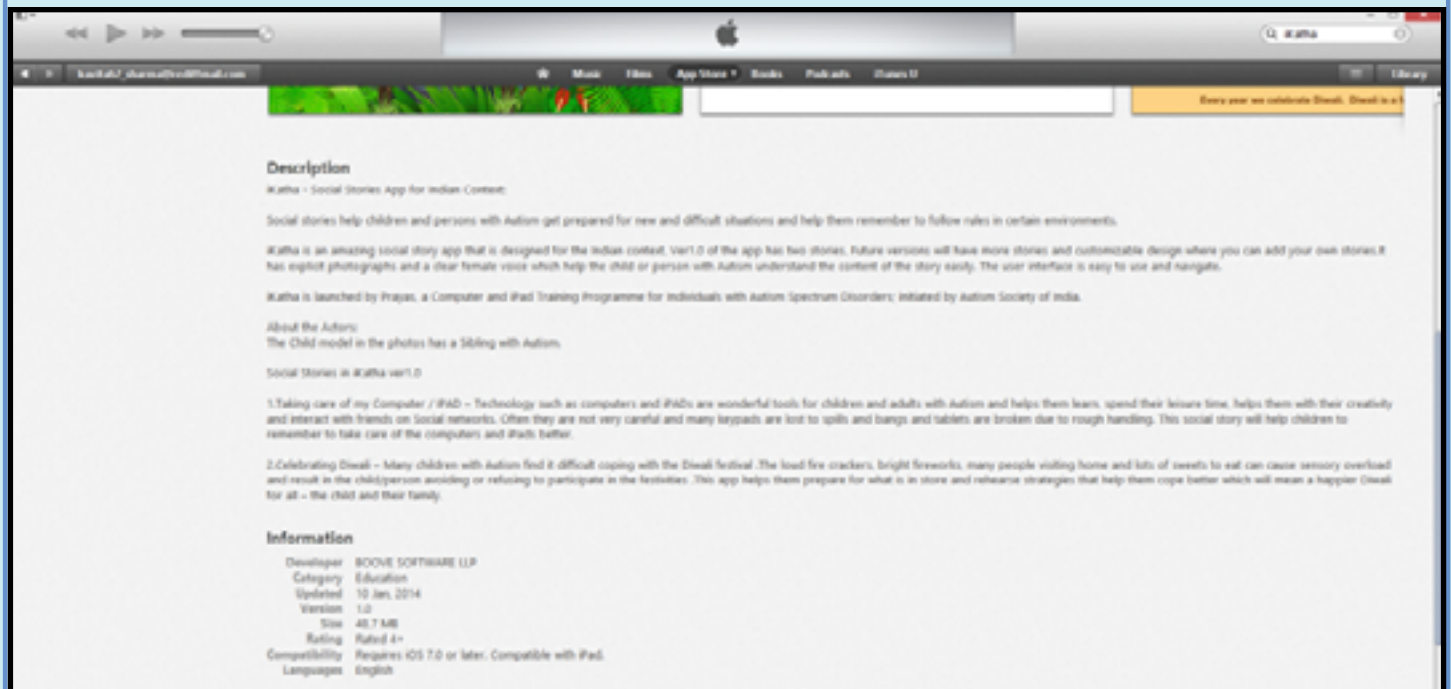 iKatha
Music Films App Store Books Podcasts iTunes U Library
Every year we celebrate Diwali. Diwali is a
Description
iKatha - Social Stories App for Indian Context:
Social stories help children and persons with Autism get prepared for new and difficult situations and help them remember to follow rules in certain environments.
iKatha is an amazing social story app that is designed for the Indian context. Ver1.0 of the app has two stories. Future versions will have more stories and customizable design where you can add your own stories.It
has explicit photographs and a clear female voice which help the child or person with Autism understand the content of the story easily. The user interface is easy to use and navigate.
iKatha is launched by Prayas, a Computer and iPad Training Programme for Individuals with Autism Spectrum Disorders; initiated by Autism Society of India.
About the Actors:
The Child model in the photos has a Sibling with Autism.
Social Stories in iKatha ver1.0
1.Taking care of my Computer / iPAD – Technology such as computers and iPADs are wonderful tools for children and adults with Autism and helps them learn, spend their leisure time, helps them with their creativity
and interact with friends on Social networks. Often they are not very careful and many keypads are lost to spills and bangs and tablets are broken due to rough handling. This social story will help children to
remember to take care of the computers and iPads better.
2.Celebrating Diwali – Many children with Autism find it difficult coping with the Diwali festival .The loud fire crackers, bright fireworks, many people visiting home and lots of sweets to eat can cause sensory overload
and result in the child/person avoiding or refusing to participate in the festivities .This app helps them prepare for what is in store and rehearse strategies that help them cope better which will mean a happier Diwali
for all – the child and their family.
Information
Developer BOOVE SOFTWARE LLP
Category Education
Updated 10 Jan, 2014
Version 1.0
Size 48.7 MB
Rating Rated 4+
Compatibility Requires iOS 7.0 or later. Compatible with iPad.
Languages English